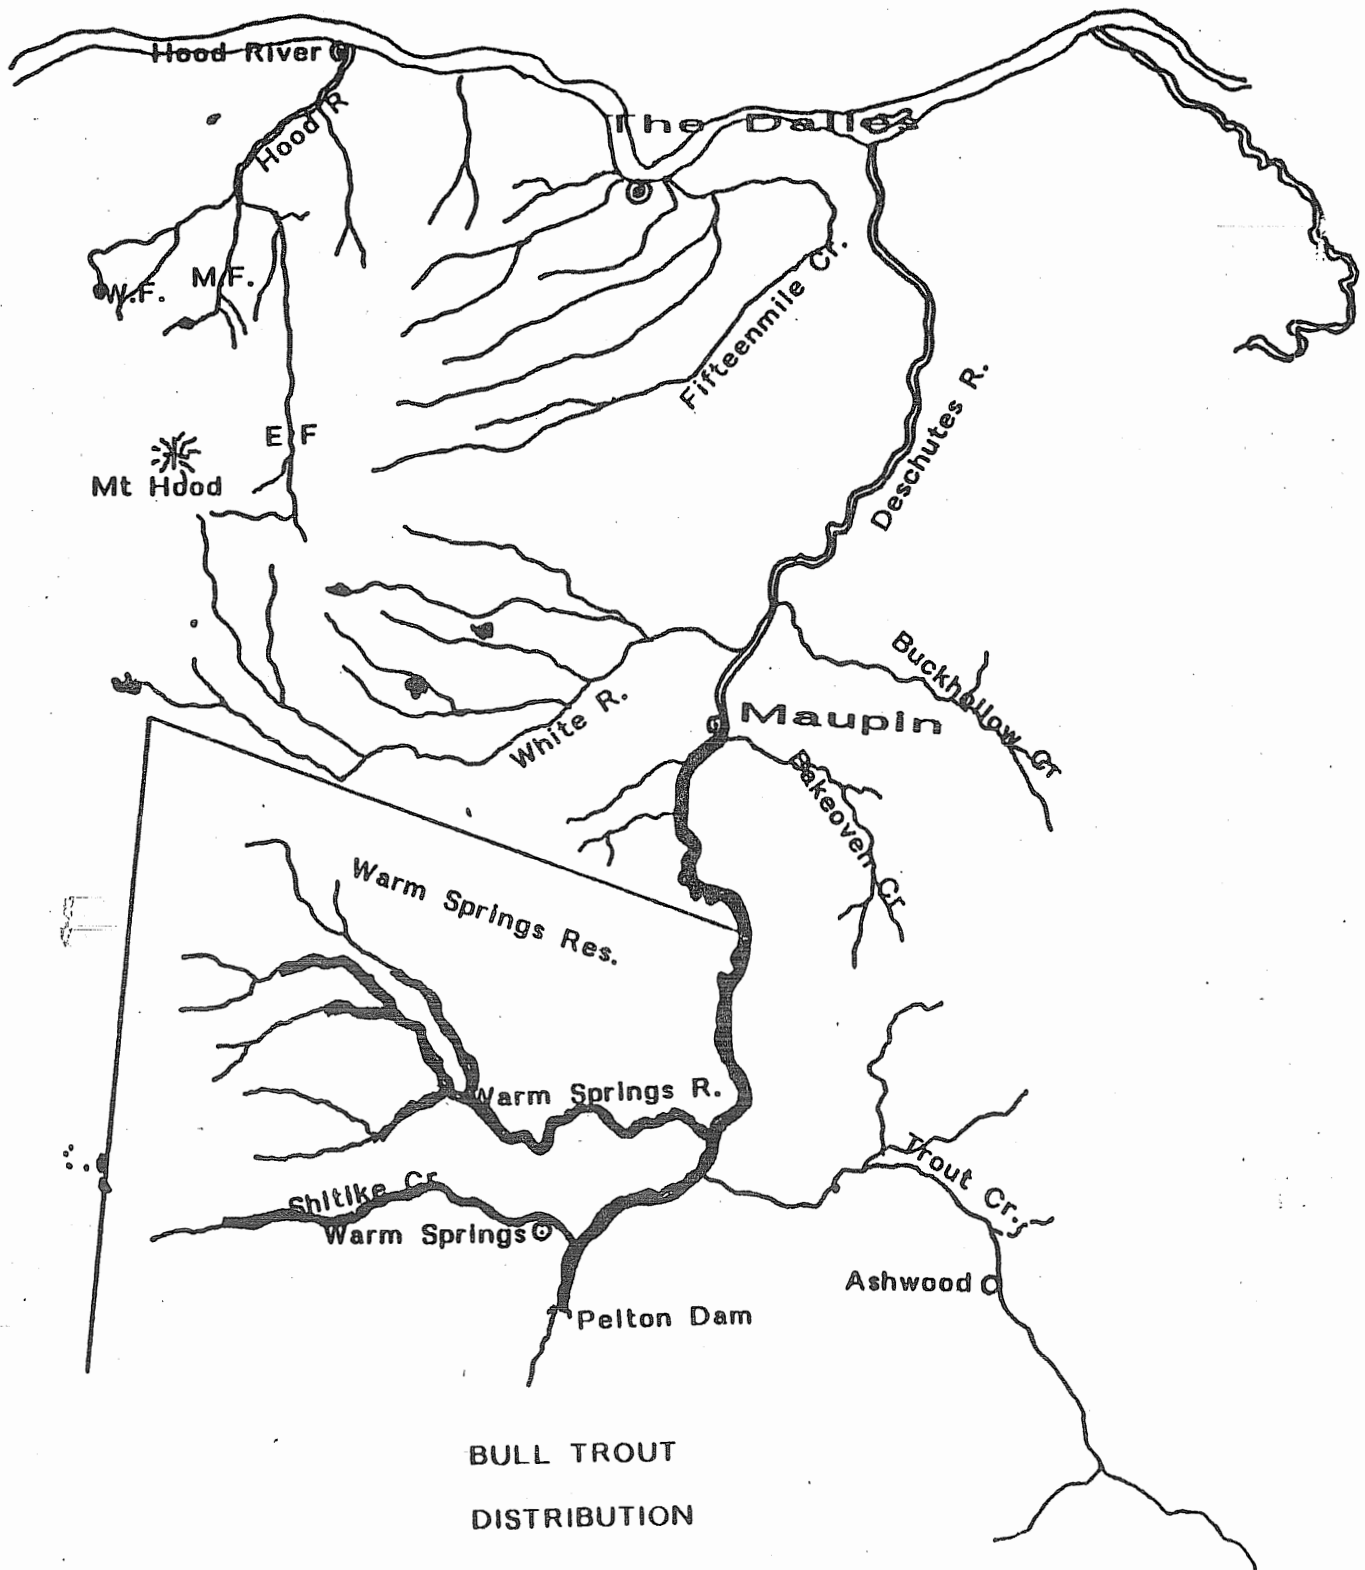 Hood River
The Dalles
Hood R
W.F.
M.F.
Fifteenmile Cr.
Deschutes R.
E F
Mt Hood
Buckhollow Cr
White R.
Maupin
Bakeoven Cr
Warm Springs Res.
Warm Springs R.
Trout Cr.
Shitike Cr
Warm Springs
Ashwood
Pelton Dam
BULL TROUT
DISTRIBUTION